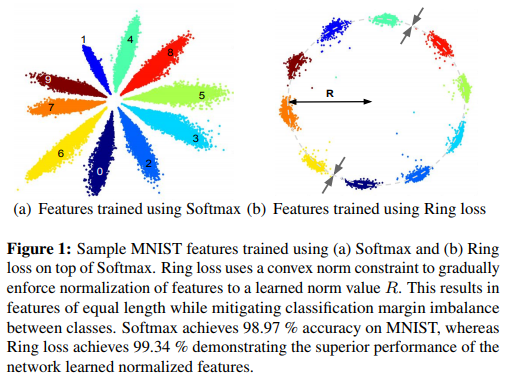 1
4
8
9
5
7
3
6
2
0
R
(a) Features trained using Softmax (b) Features trained using Ring loss
Figure 1: Sample MNIST features trained using (a) Softmax and (b) Ring
loss on top of Softmax. Ring loss uses a convex norm constraint to gradually
enforce normalization of features to a learned norm value R. This results in
features of equal length while mitigating classification margin imbalance
between classes. Softmax achieves 98.97 % accuracy on MNIST, whereas
Ring loss achieves 99.34 % demonstrating the superior performance of the
network learned normalized features.